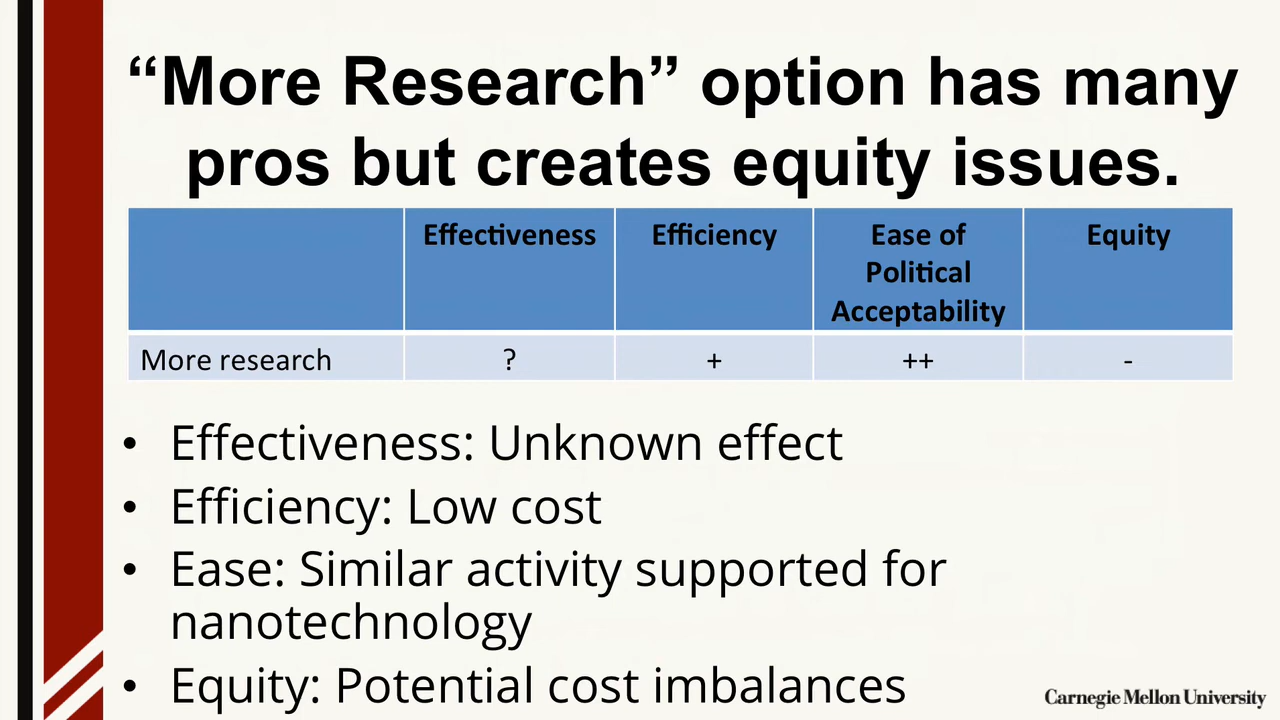 “More Research” option has many
pros but creates equity issues.
Effectiveness Efficiency Ease of Political Acceptability Equity
More research ? + ++ -
• Effectiveness: Unknown effect
• Efficiency: Low cost
• Ease: Similar activity supported for
nanotechnology
• Equity: Potential cost imbalances
Carnegie Mellon University